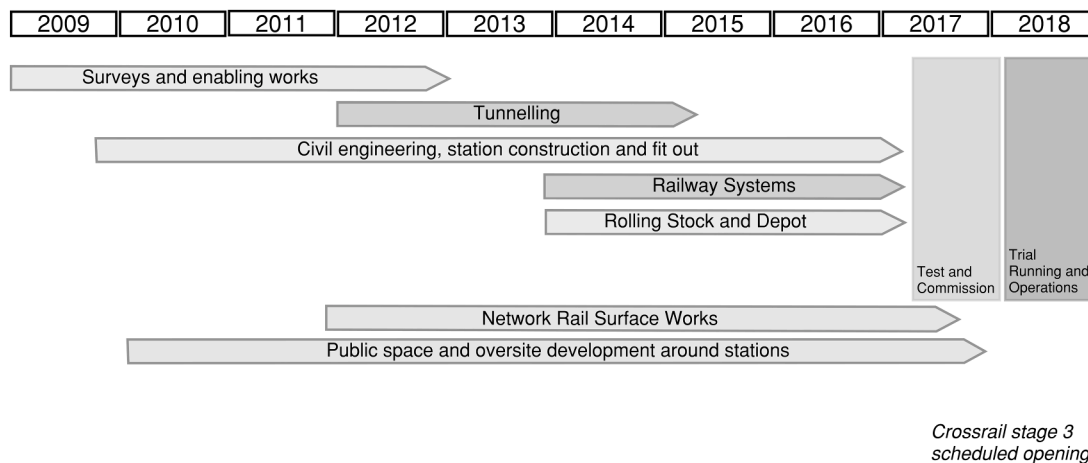 2009 2010 2011 2012 2013 2014 2015 2016 2017 2018
Surveys and enabling works
Tunnelling
Civil engineering, station construction and fit out
Railway Systems
Rolling Stock and Depot
Test and
Commission
Trial
Running and
Operations
Network Rail Surface Works
Public space and oversite development around stations
Crossrail stage 3
scheduled opening